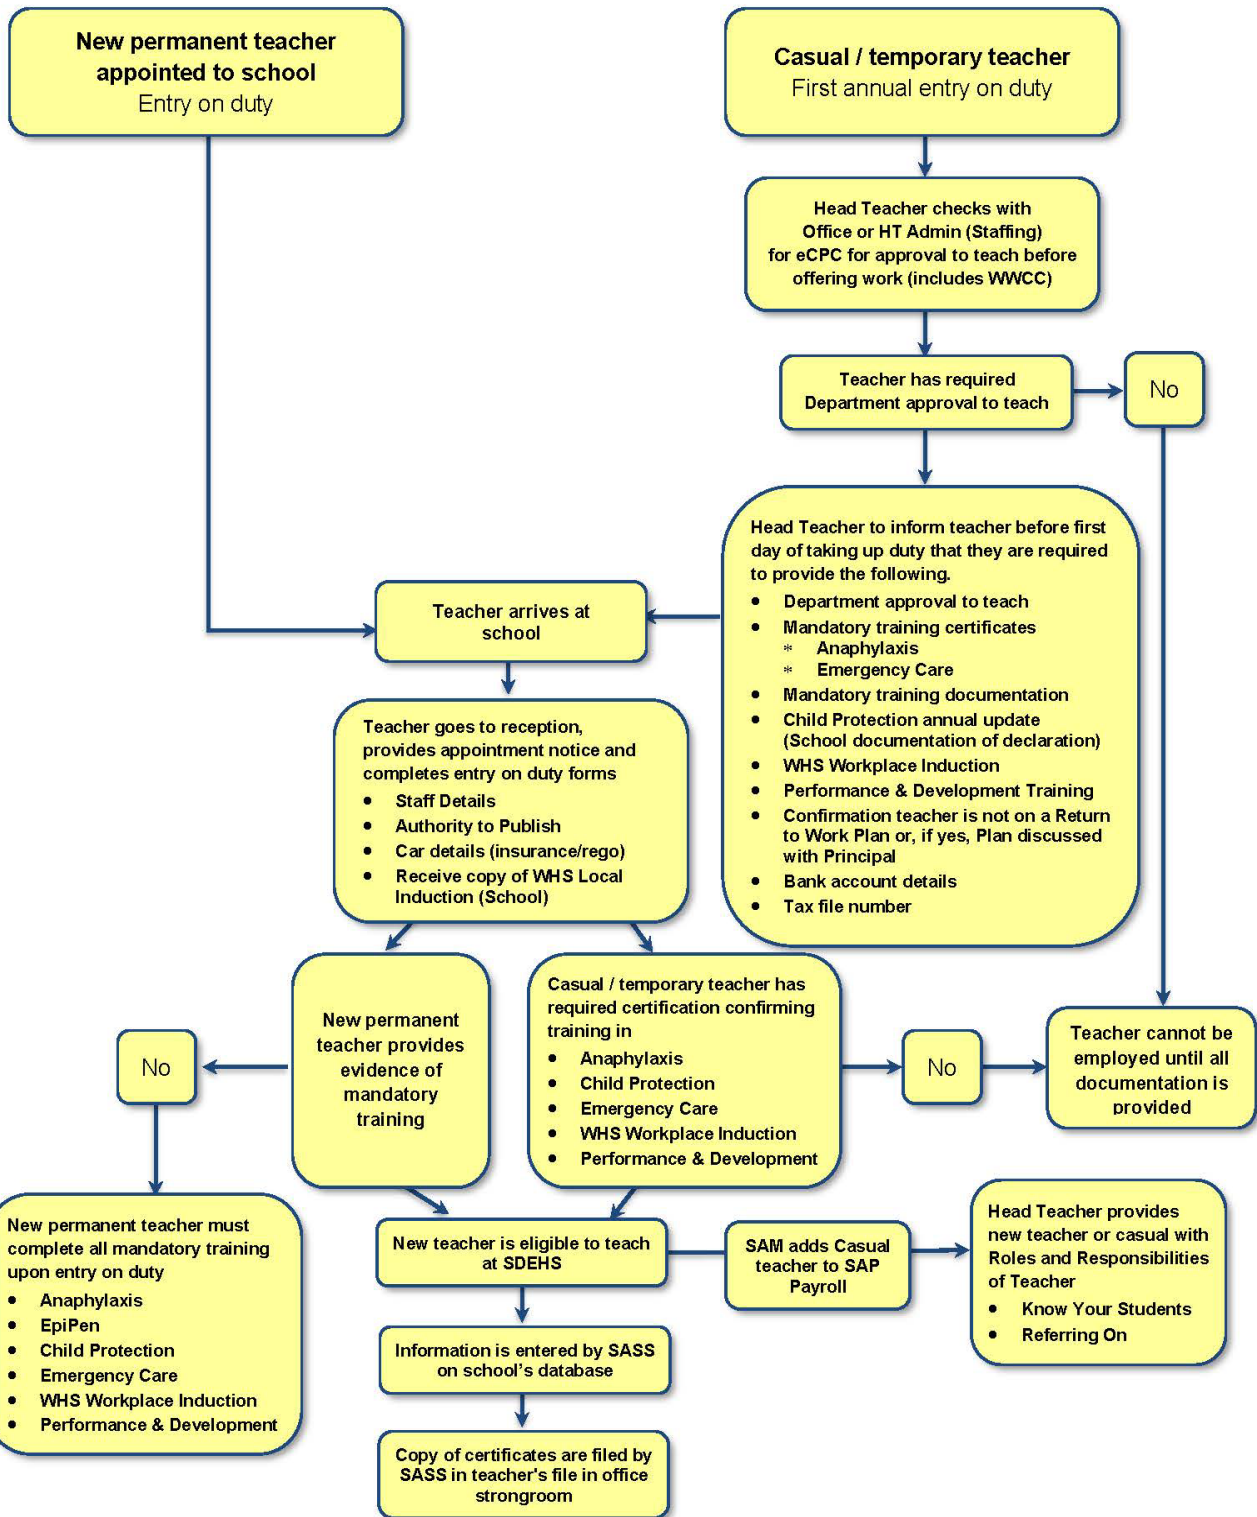 New permanent teacher
appointed to school
Entry on duty
Casual / temporary teacher
First annual entry on duty
Head Teacher checks with
Office or HT Admin (Staffing)
for eCPC for approval to teach before
offering work (includes WWCC)
Teacher has required
Department approval to teach
No
Head Teacher to inform teacher before first
day of taking up duty that they are required
to provide the following.
• Department approval to teach
• Mandatory training certificates
* Anaphylaxis
* Emergency Care
• Mandatory training documentation
• Child Protection annual update
(School documentation of declaration)
• WHS Workplace Induction
• Performance & Development Training
• Confirmation teacher is not on a Return
to Work Plan or, if yes, Plan discussed
with Principal
• Bank account details
• Tax file number
Teacher arrives at
school
Teacher goes to reception,
provides appointment notice and
completes entry on duty forms
• Staff Details
• Authority to Publish
• Car details (insurance/rego)
• Receive copy of WHS Local
Induction (School)
No
New permanent
teacher provides
evidence of
mandatory
training
Casual / temporary teacher has
required certification confirming
training in
• Anaphylaxis
• Child Protection
• Emergency Care
• WHS Workplace Induction
• Performance & Development
No
Teacher cannot be
employed until all
documentation is
provided
New permanent teacher must
complete all mandatory training
upon entry on duty
• Anaphylaxis
• EpiPen
• Child Protection
• Emergency Care
• WHS Workplace Induction
• Performance & Development
New teacher is eligible to teach
at SDEHS
SAM adds Casual
teacher to SAP
Payroll
Head Teacher provides
new teacher or casual with
Roles and Responsibilities
of Teacher
• Know Your Students
• Referring On
Information is entered by SASS
on school's database
Copy of certificates are filed by
SASS in teacher's file in office
strongroom